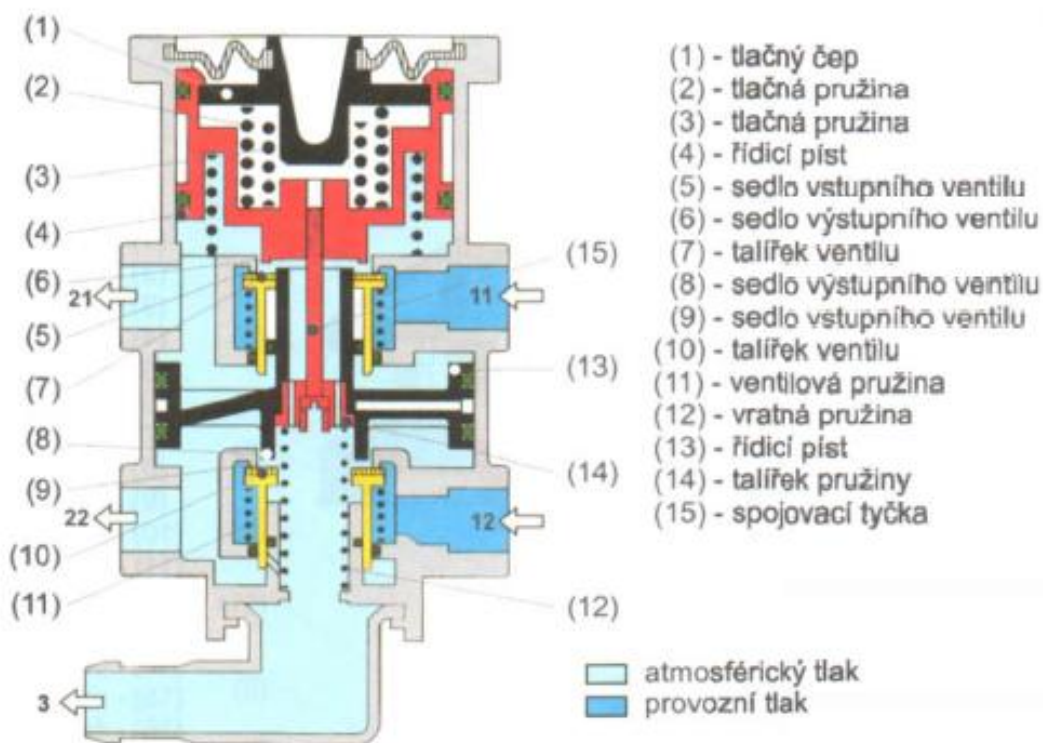 (1)
(2)
(3)
(4)
(6)
21
(5)
(7)
(8)
(9)
22
(10)
(11)
3
(15)
11
(13)
(14)
12
(12)
(1) - tlačný čep
(2) - tlačná pružina
(3) - tlačná pružina
(4) - řídicí píst
(5) - sedlo vstupního ventilu
(6) - sedlo výstupního ventilu
(7) - talířek ventilu
(8) - sedlo výstupního ventilu
(9) - sedlo vstupního ventilu
(10) - talířek ventilu
(11) - ventilová pružina
(12) - vratná pružina
(13) - řídicí píst
(14) - talířek pružiny
(15) - spojovací tyčka
atmosférický tlak
provozní tlak